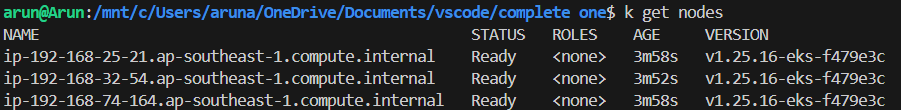 arun@Arun:/mnt/c/Users/aruna/OneDrive/Documents/vscode/complete one$ k get nodes
NAME STATUS ROLES AGE VERSION
ip-192-168-25-21.ap-southeast-1.compute.internal Ready <none> 3m58s v1.25.16-eks-f479e3c
ip-192-168-32-54.ap-southeast-1.compute.internal Ready <none> 3m52s v1.25.16-eks-f479e3c
ip-192-168-74-164.ap-southeast-1.compute.internal Ready <none> 3m58s v1.25.16-eks-f479e3c